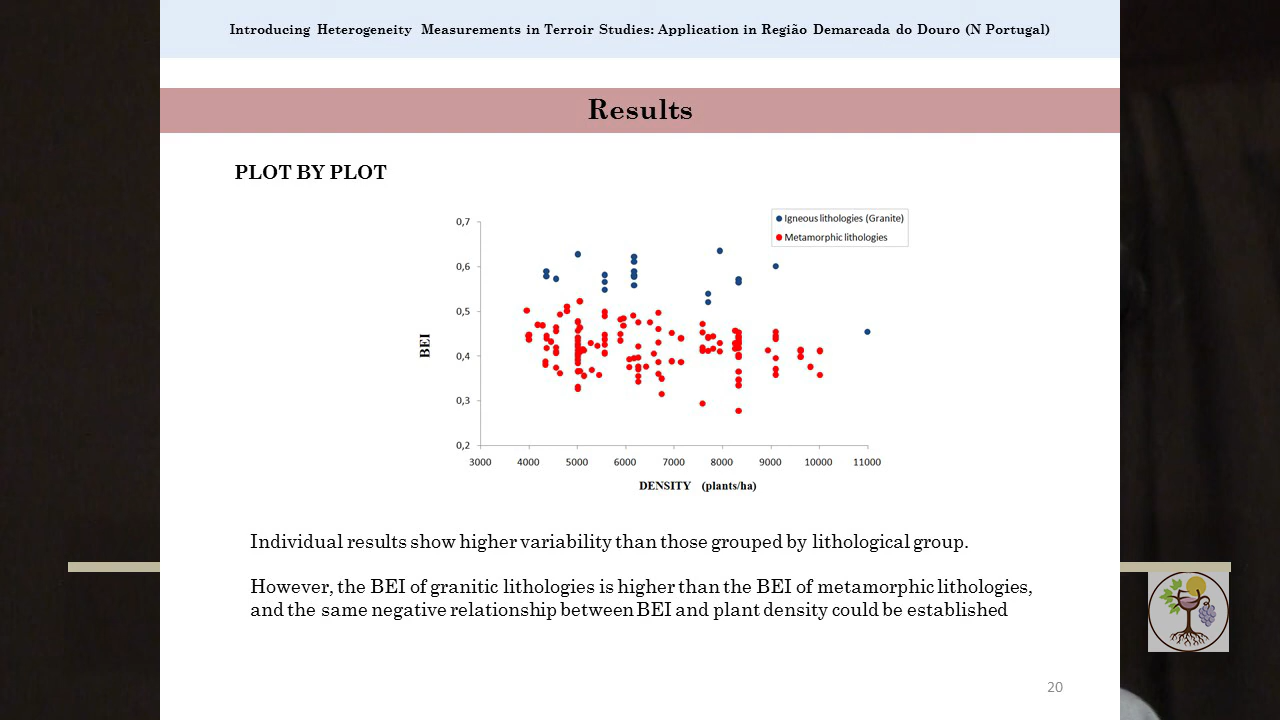 Introducing Heterogeneity Measurements in Terroir Studies: Application in Região Demarcada do Douro (N Portugal)
Results
PLOT BY PLOT
Igneous lithologies (Granite)
Metamorphic lithologies
0,7
0,6
0,5
0,4
0,3
0,2
BEI
3000 4000 5000 6000 7000 8000 9000 10000 11000
DENSITY (plants/ha)
Individual results show higher variability than those grouped by lithological group.
However, the BEI of granitic lithologies is higher than the BEI of metamorphic lithologies,
and the same negative relationship between BEI and plant density could be established
20